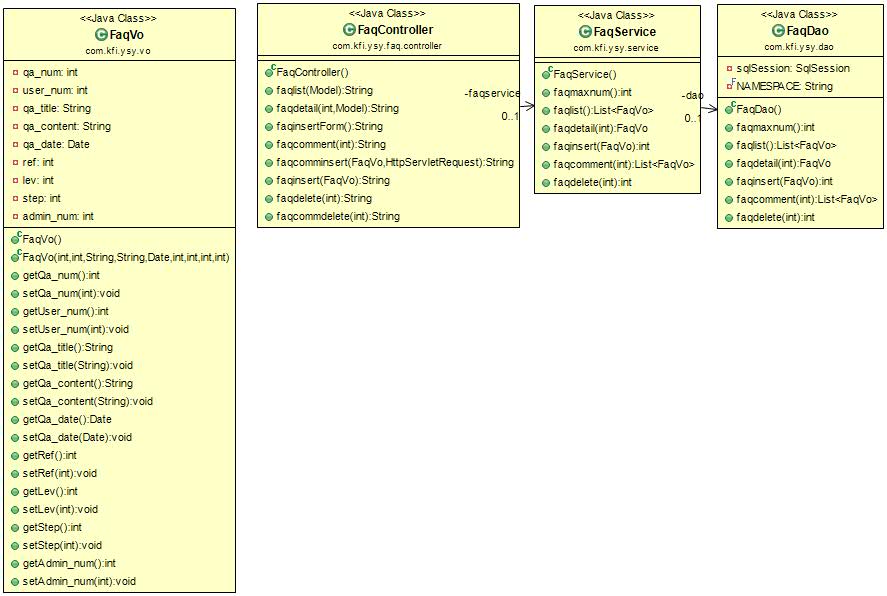 <<Java Class>>
FaqVo
com.kfi.ysy.vo
qa_num: int
user_num: int
qa_title: String
qa_content: String
qa_date: Date
ref: int
lev: int
step: int
admin_num: int
FaqVo()
FaqVo(int,int,String,String,Date,int,int,int,int)
getQa_num():int
setQa_num(int):void
getUser_num():int
setUser_num(int):void
getQa_title():String
setQa_title(String):void
getQa_content():String
setQa_content(String):void
getQa_date():Date
setQa_date(Date):void
getRef():int
setRef(int):void
getLev():int
setLev(int):void
getStep():int
setStep(int):void
getAdmin_num():int
setAdmin_num(int):void
<<Java Class>>
FaqController
com.kfi.ysy.faq.controller
FaqController()
faqlist(Model):String
faqdetail(int,Model):String
faqinsertForm():String
faqcomment(int):String
faqcomminsert(FaqVo,HttpServletRequest):String
faqinsert(FaqVo):String
faqdelete(int):String
faqcommdelete(int):String
-faqservice
0..1
<<Java Class>>
FaqService
com.kfi.ysy.service
FaqService()
faqmaxnum():int
faqlist():List<FaqVo>
faqdetail(int):FaqVo
faqinsert(FaqVo):int
faqcomment(int):List<FaqVo>
faqdelete(int):int
-dao
0..1
<<Java Class>>
FaqDao
com.kfi.ysy.dao
sqlSession: SqlSession
NAMESPACE: String
FaqDao()
faqmaxnum():int
faqlist():List<FaqVo>
faqdetail(int):FaqVo
faqinsert(FaqVo):int
faqcomment(int):List<FaqVo>
faqdelete(int):int